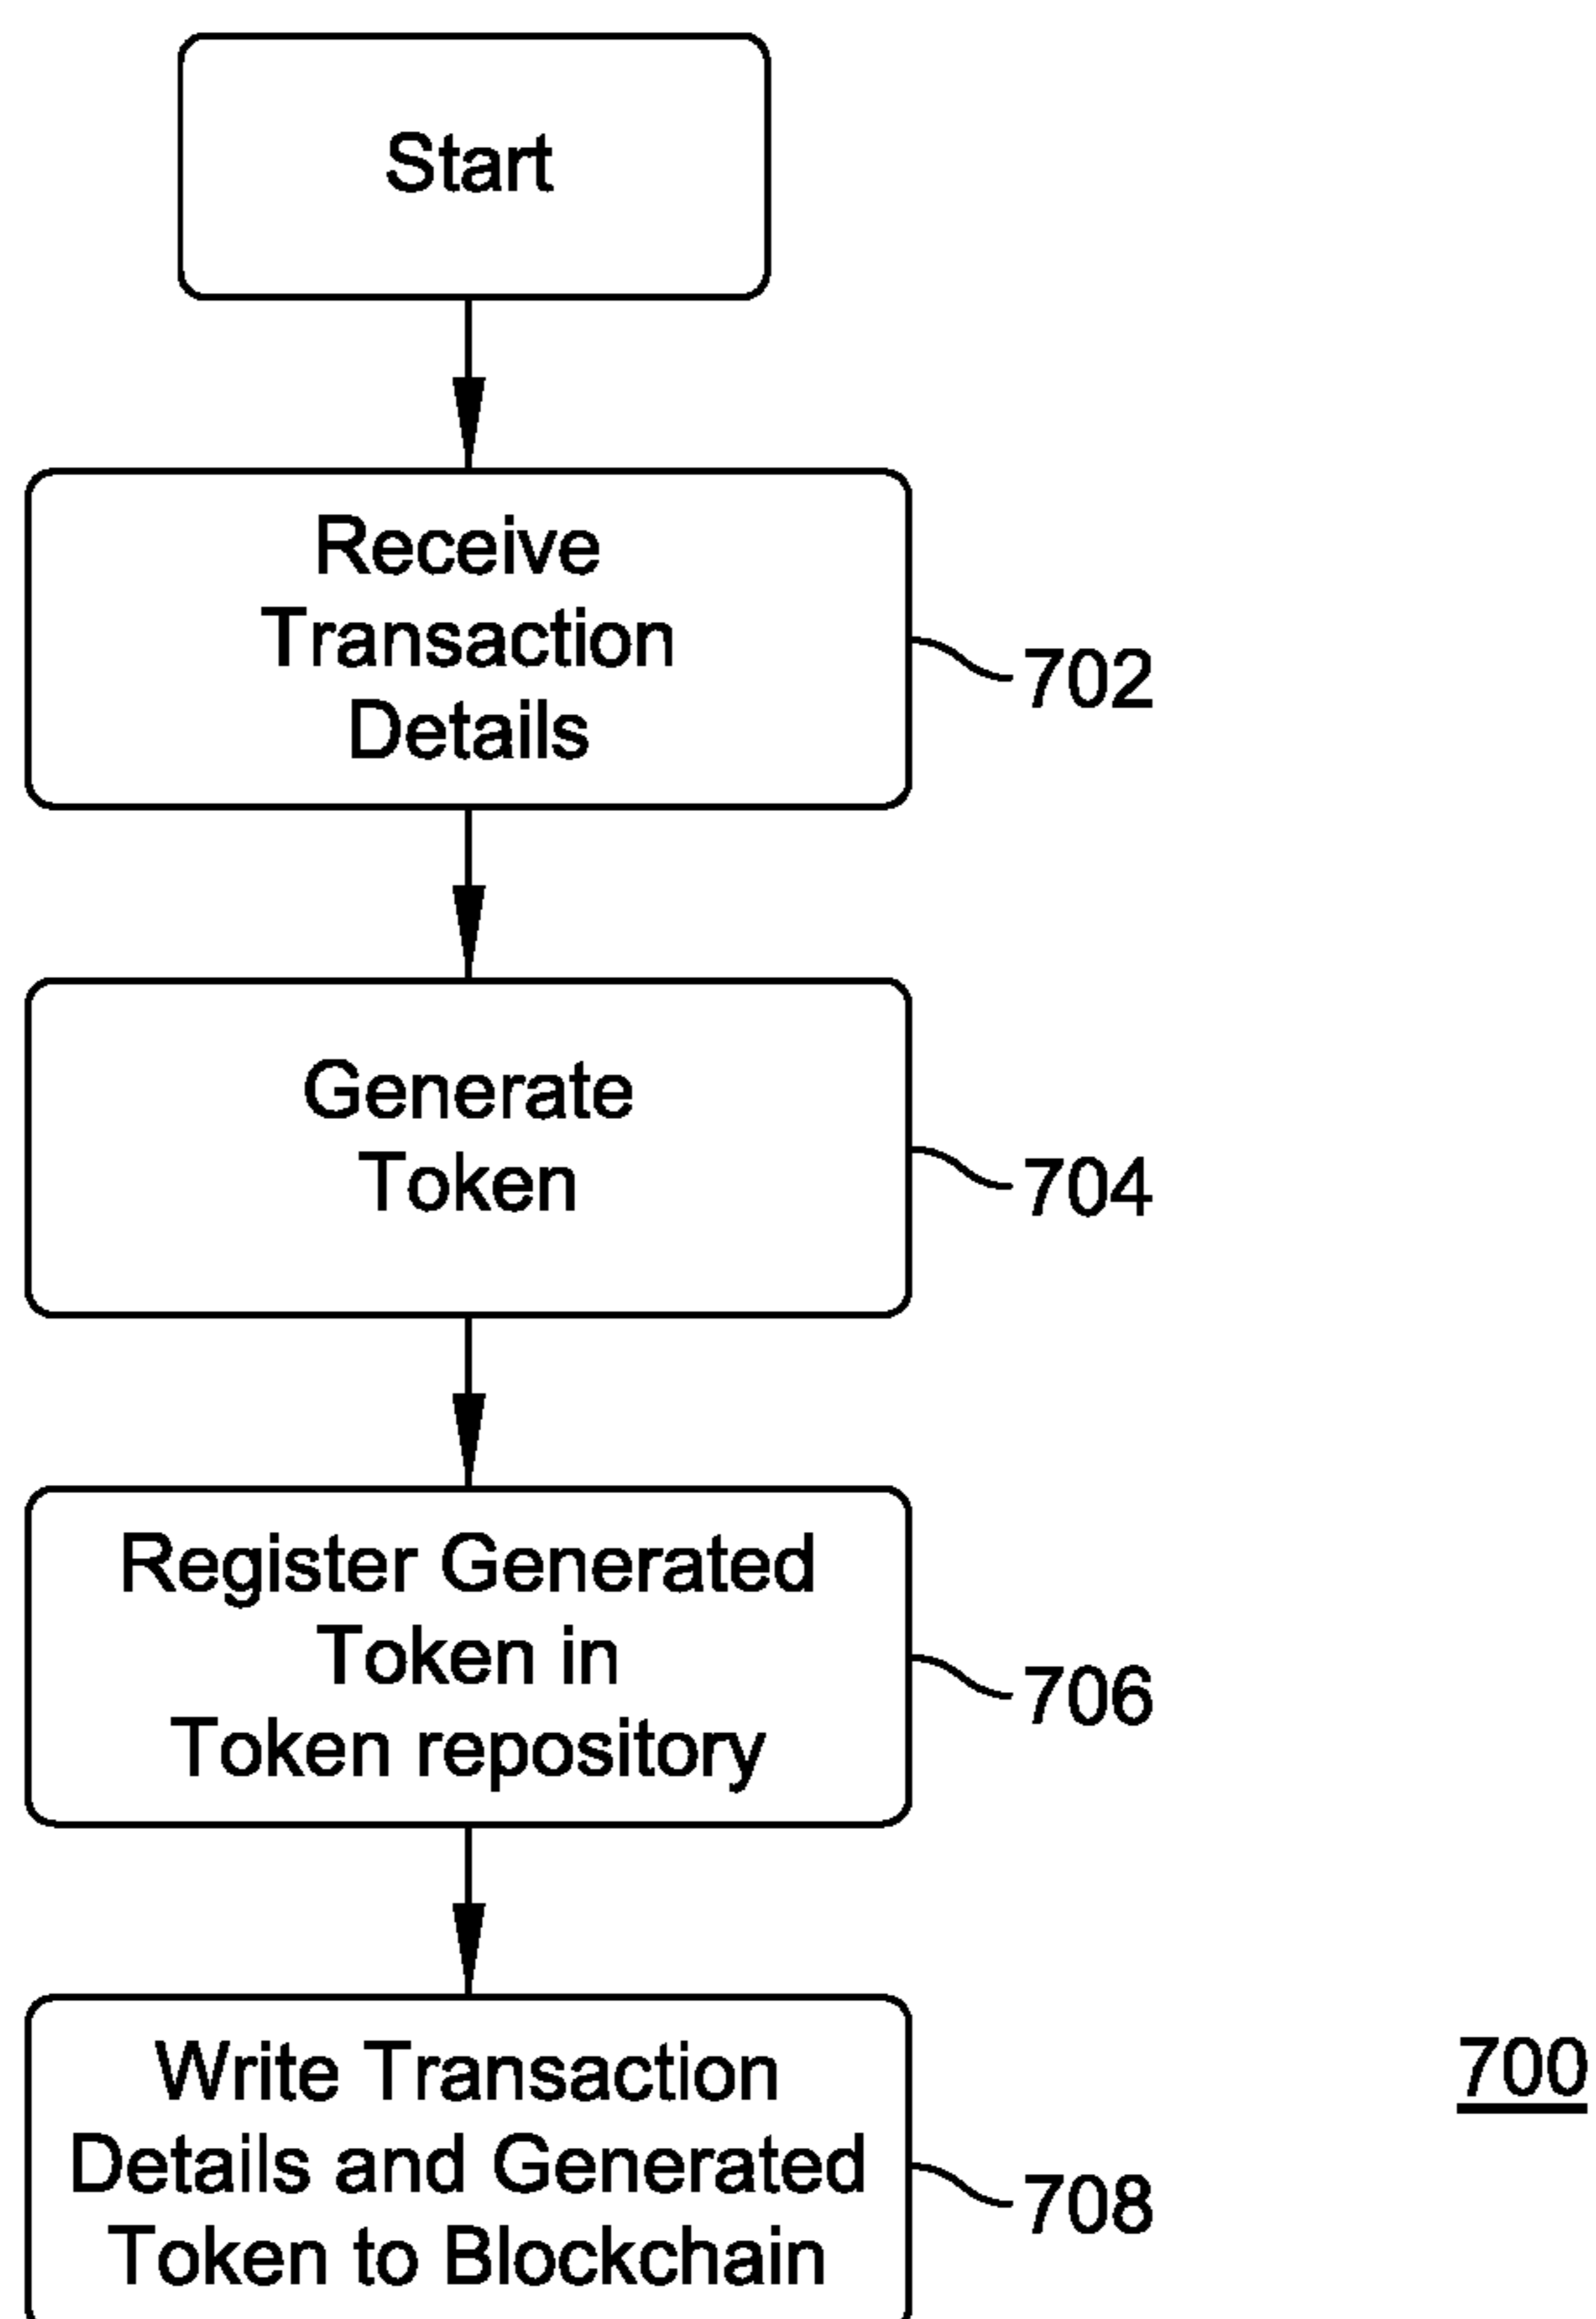 Start
Receive
Transaction
Details
702
Generate
Token
704
Register Generated
Token in
Token repository
706
Write Transaction
Details and Generated
Token to Blockchain
708
700